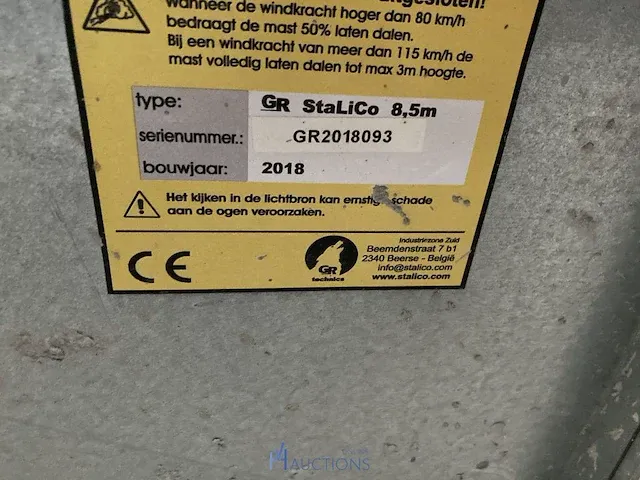 Wanneer de windkracht hoger dan 80 km/h
bedraagt de mast 50% laten dalen.
Bij een windkracht van meer dan 115 km/h de
mast volledig laten dalen tot max 3m hoogte.
type: GR StaLiCo 8,5m
serienummer.: GR2018093
bouwjaar: 2018
Het kijken in de lichtbron kan ernstig schade
aan de ogen veroorzaken.
CE
GR
technics
Industriezone Zuid
Beemdenstraat 7 b1
2340 Beerse - België
info@stalico.com
www.stalico.com
AUCTIONS